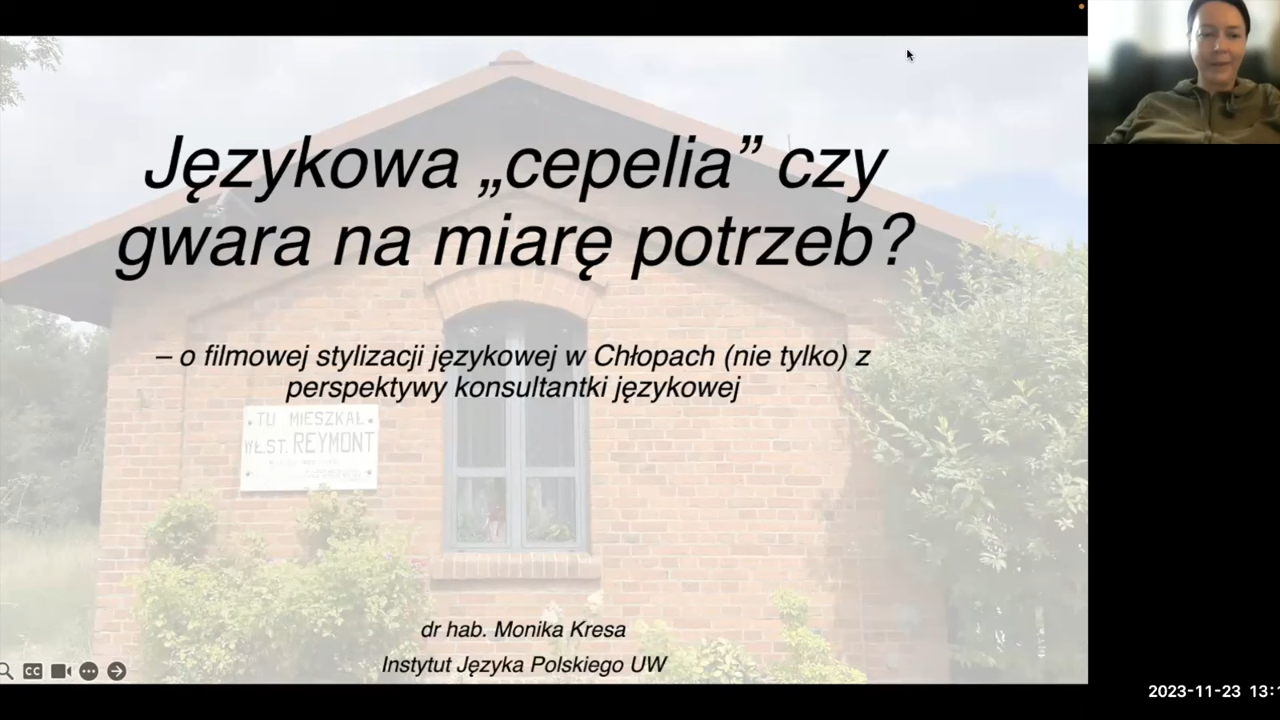 Językowa „cepelia” czy
gwara na miarę potrzeb?
– o filmowej stylizacji językowej w Chłopach (nie tylko) z
perspektywy konsultantki językowej
TU MIESZKAŁ
WŁ.ST. REYMONT
dr hab. Monika Kresa
Instytut Języka Polskiego UW
CC
2023-11-23 13: